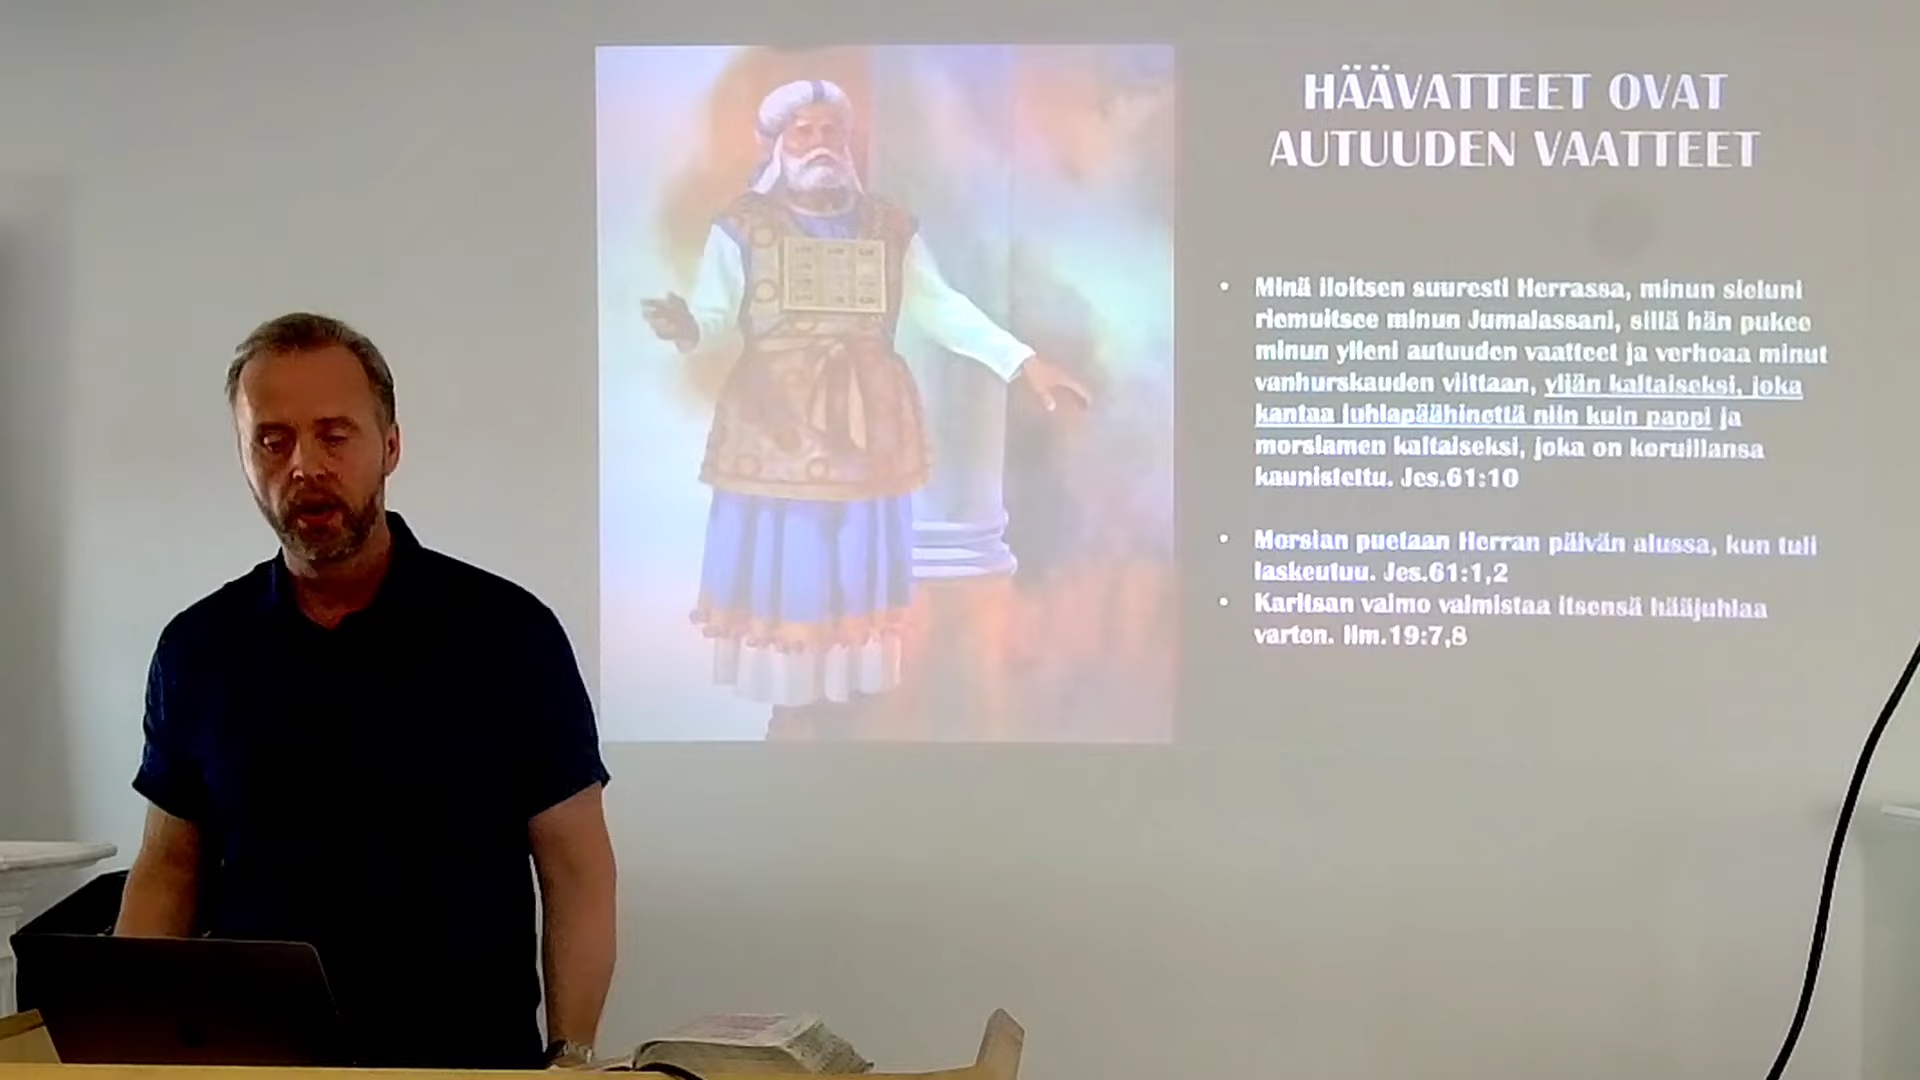 HÄÄVATTEET OVAT
AUTUUDEN VAATTEET
• Minä iloitsen suuresti Herrassa, minun sieluni
riemuitsee minun Jumalassani, sillä hän pukee
minun ylleni autuuden vaatteet ja verhoaa minut
vanhurskauden viittaan, yljän kaltaiseksi, joka
kantaa juhlapäähinettä niin kuin pappi ja
morsiamen kaltaiseksi, joka on koruillansa
kaunistettu. Jes.61:10
• Morsian puetaan Herran päivän alussa, kun tuli
laskeutuu. Jes.61:1,2
• Karitsan vaimo valmistaa itsensä hääjuhlaa
varten. Ilm.19:7,8